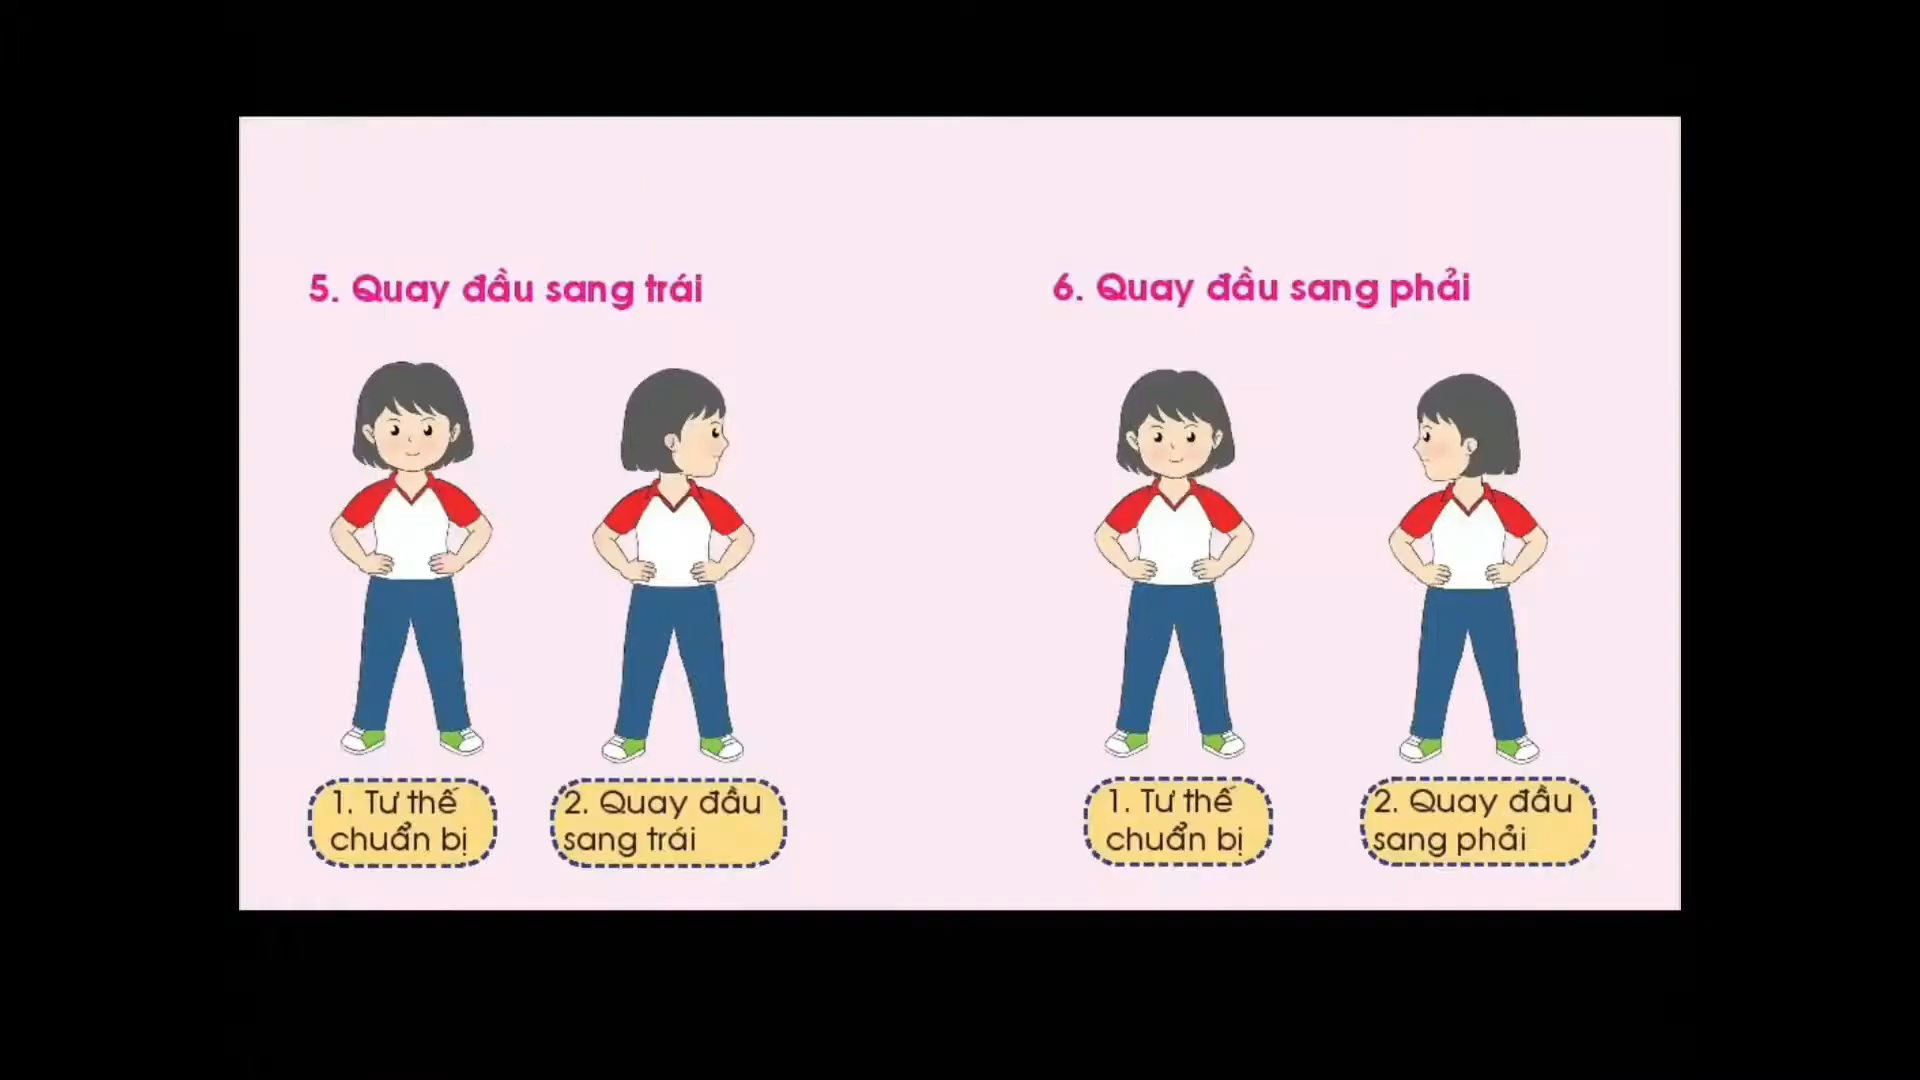 5. Quay đầu sang trái
1. Tư thế
chuẩn bị
2. Quay đầu
sang trái
6. Quay đầu sang phải
1. Tư thế
chuẩn bị
2. Quay đầu
sang phải